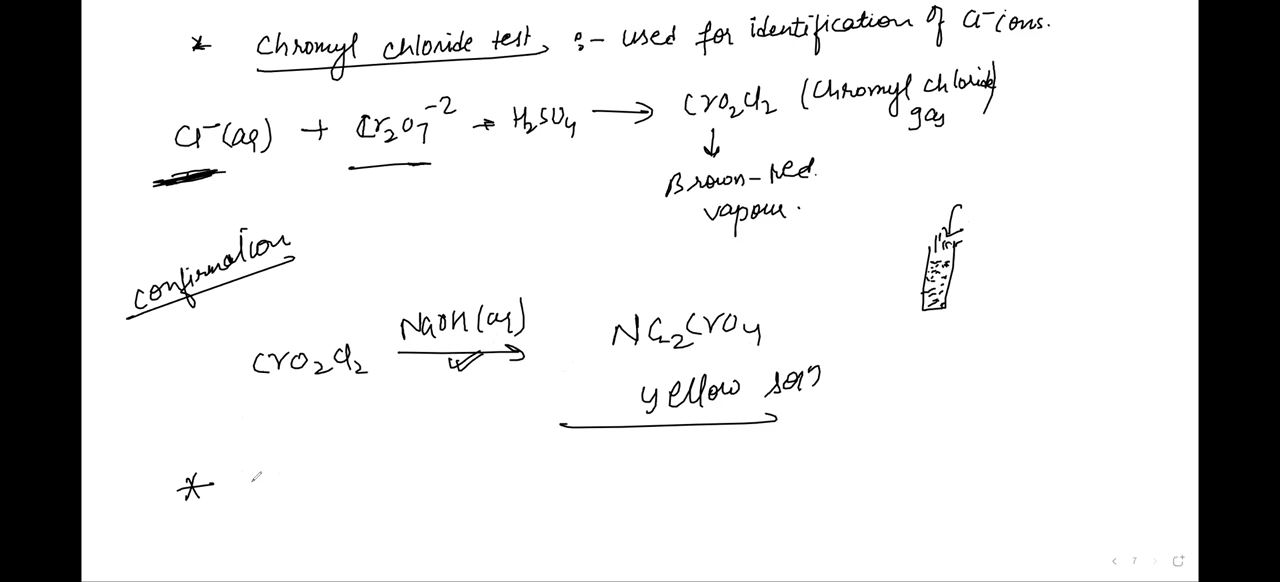 * Chromyl chloride test :- used for identification of Cl⁻ ions.
Cl⁻(aq) + Cr₂O₇⁻² + H₂SO₄ → CrO₂Cl₂ (Chromyl chloride) gas
↓
Brown-red vapour.
Confirmation
CrO₂Cl₂ NaOH(aq) → Na₂CrO₄
yellow solⁿ
*
7